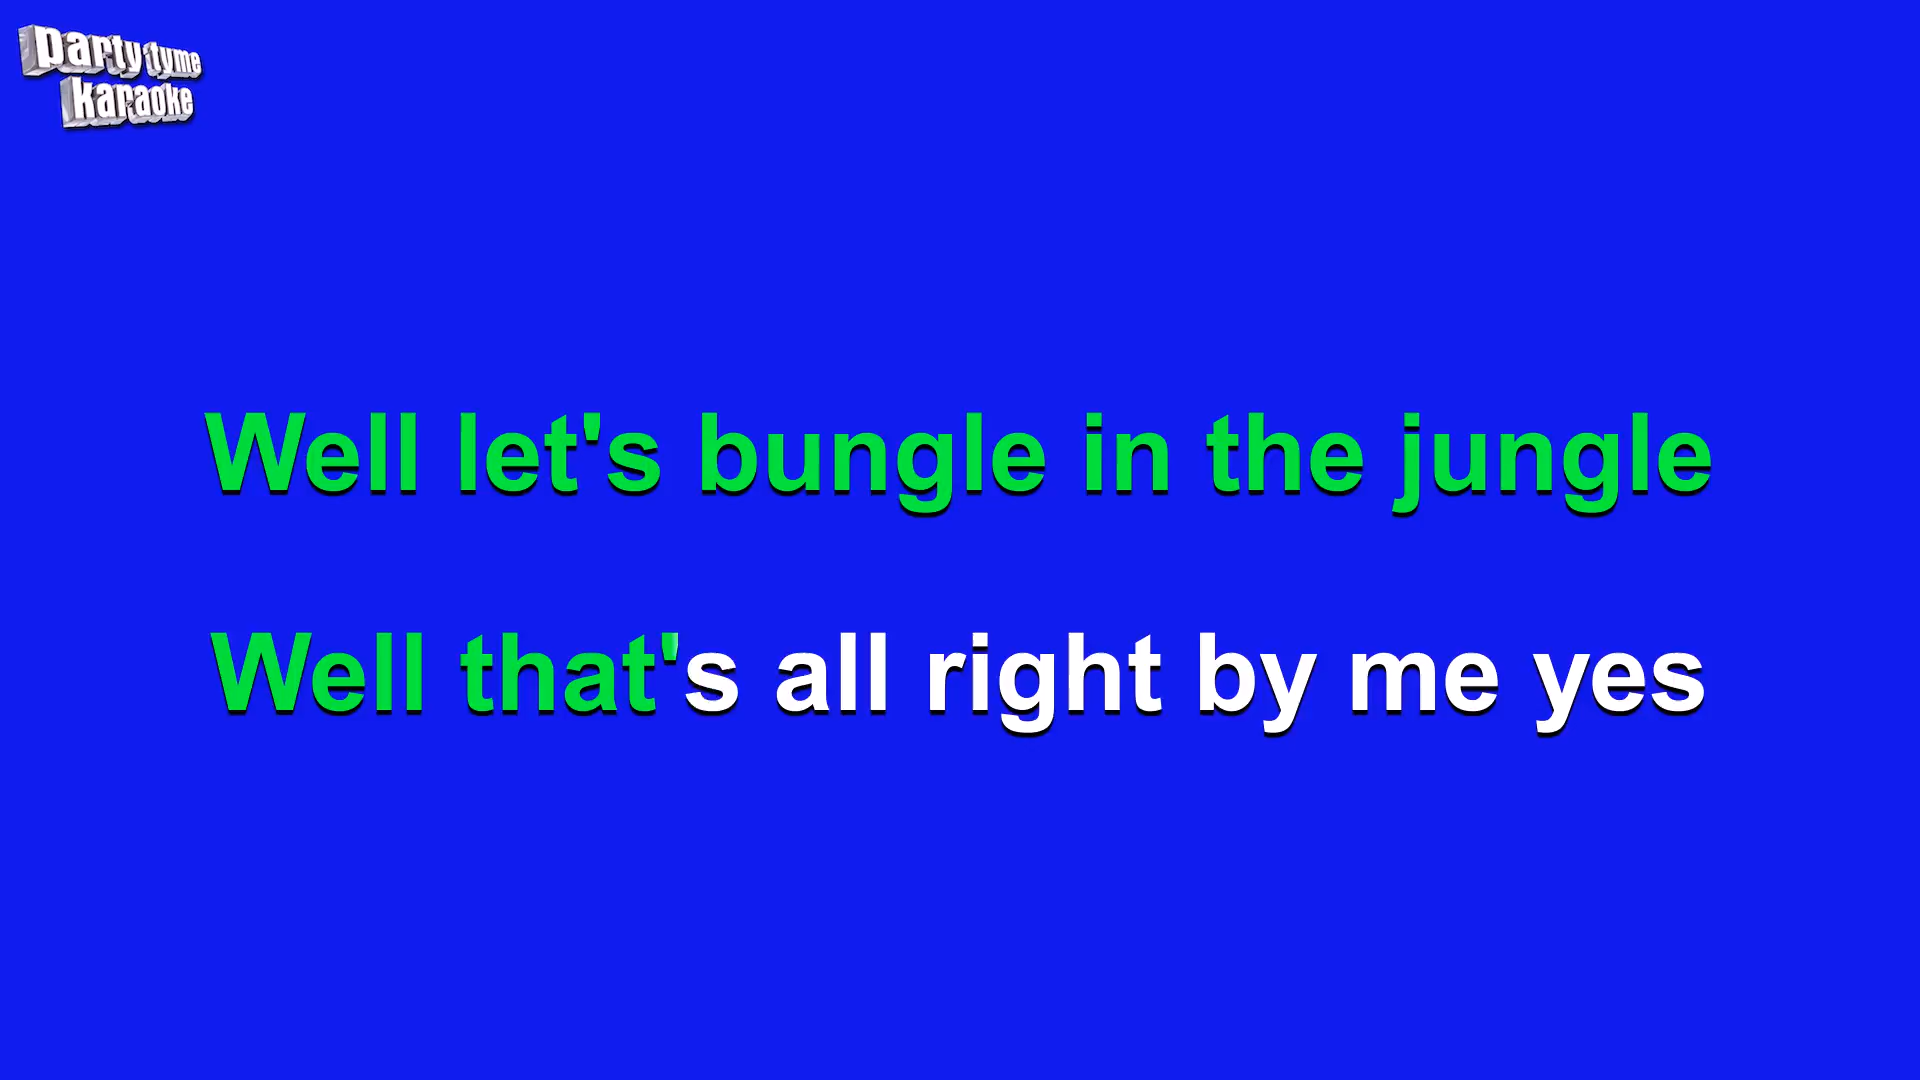 party tyme
karaoke
Well let's bungle in the jungle
Well that's all right by me yes